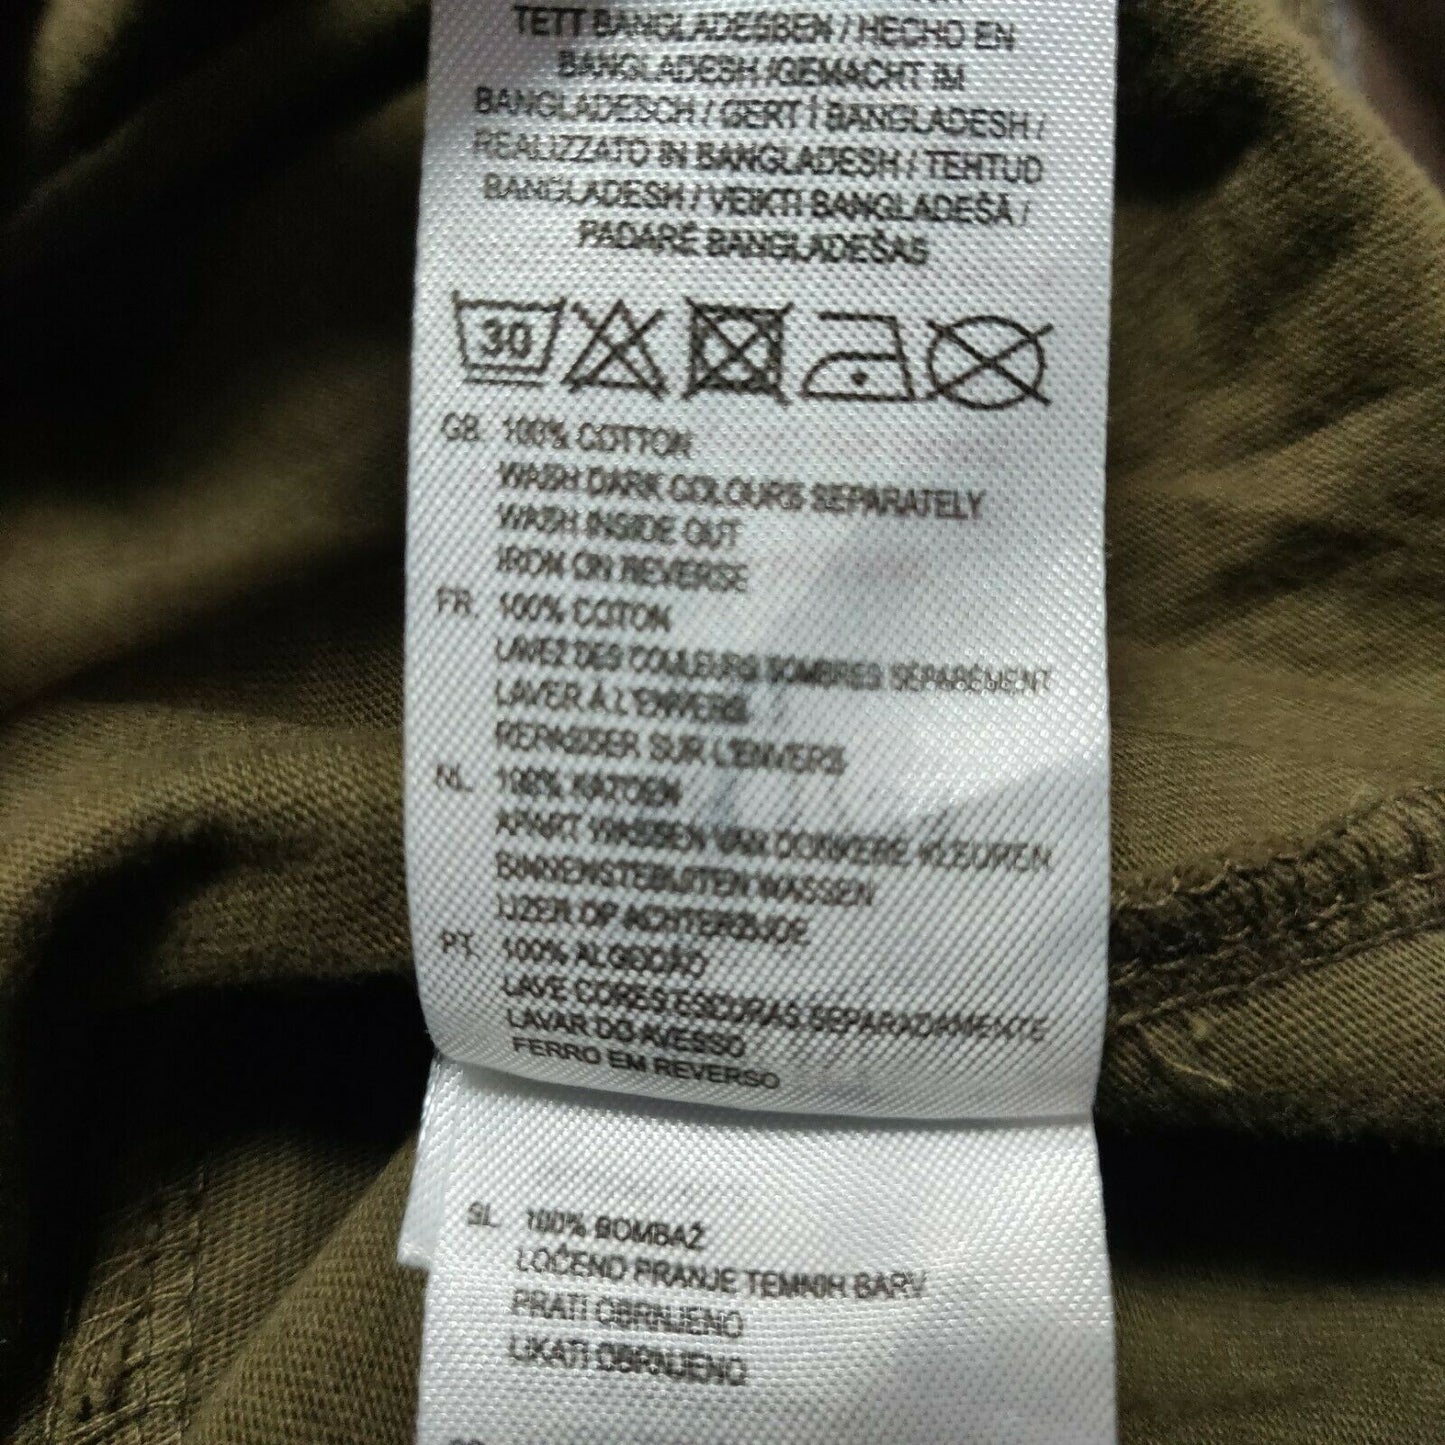 TETT BANGLADESBEN / HECHO EN
BANGLADESH /GEMACHT IM
BANGLADESCH / GERT I BANGLADESH /
REALIZZATO IN BANGLADESH / TEHTUD
BANGLADESH / VEIKTI BANGLADEŠA /
PADARĖ BANGLADEŠAS
30
GB. 100% COTTON
WASH DARK COLOURS SEPARATELY
WASH INSIDE OUT
IRON ON REVERSE
FR. 100% COTON
LAVEZ DES COULEURS SOMBRES SÉPARÉMENT
LAVER À L'ENVERS
REPASSER SUR L'ENVERS
NL. 100% KATOEN
APART WASSEN VAN DONKERE KLEUREN
BINNENSTEBUITEN WASSEN
IJZER OP ACHTERZIJDE
PT. 100% ALGODÃO
LAVE CORES ESCURAS SEPARADAMENTE
LAVAR DO AVESSO
FERRO EM REVERSO
SL. 100% BOMBAŽ
LOČENO PRANJE TEMNIH BARV
PRATI OBRNJENO
LIKATI OBRNJENO